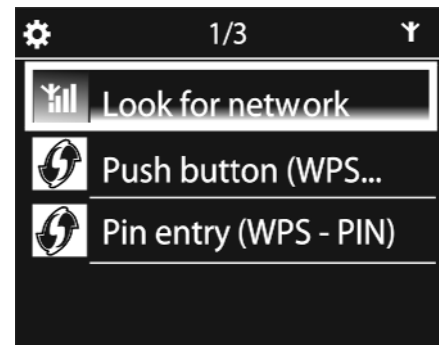 1/3
Look for network
Push button (WPS...
Pin entry (WPS - PIN)